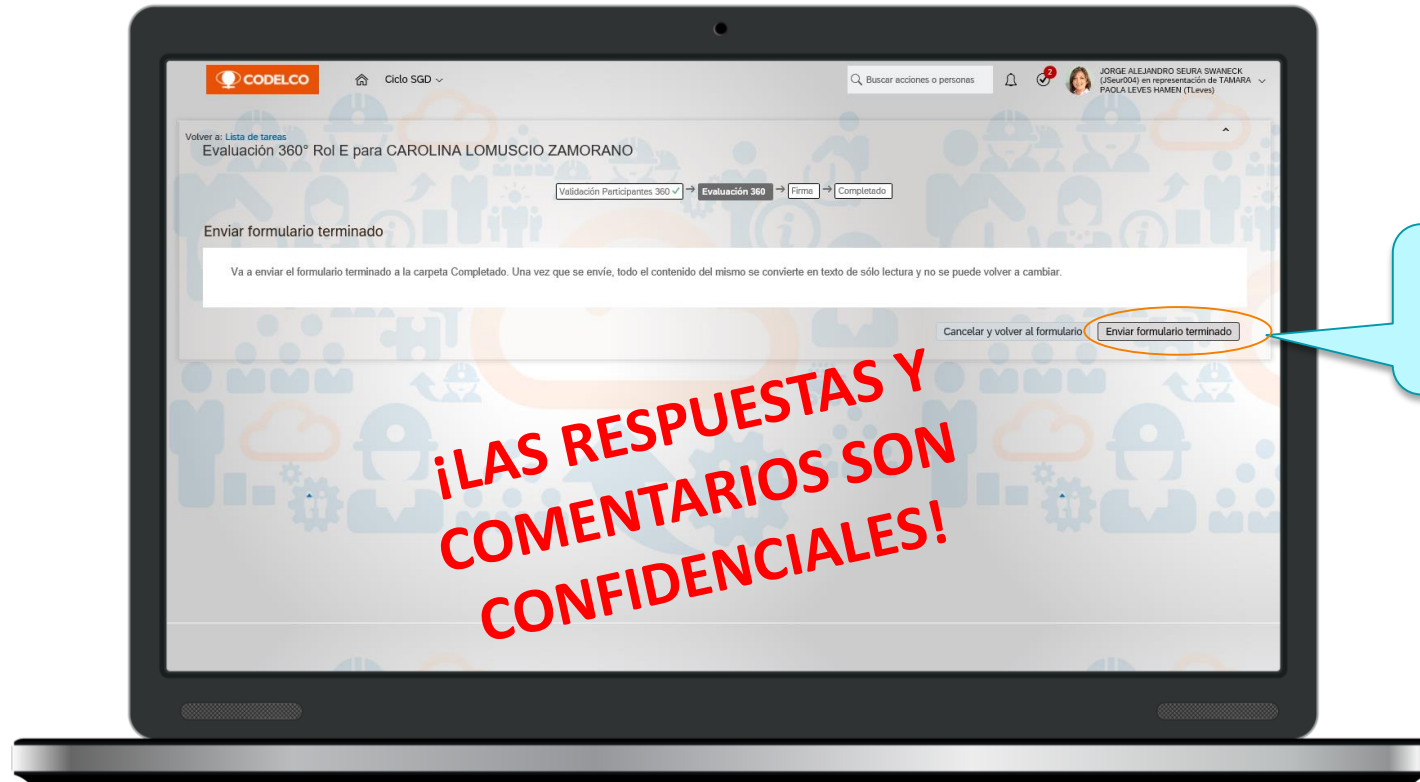 CODELCO
Ciclo SGD
Buscar acciones o personas
2
JORGE ALEJANDRO SEURA SWANECK
(JSeur004) en representación de TAMARA
PAOLA LEVES HAMEN (TLeves)
Volver a: Lista de tareas
Evaluación 360° Rol E para CAROLINA LOMUSCIO ZAMORANO
Validación Participantes 360 ✓ → Evaluación 360 → Firma → Completado
Enviar formulario terminado
Va a enviar el formulario terminado a la carpeta Completado. Una vez que se envíe, todo el contenido del mismo se convierte en texto de sólo lectura y no se puede volver a cambiar.
Cancelar y volver al formulario
Enviar formulario terminado
¡LAS RESPUESTAS Y
COMENTARIOS SON
CONFIDENCIALES!